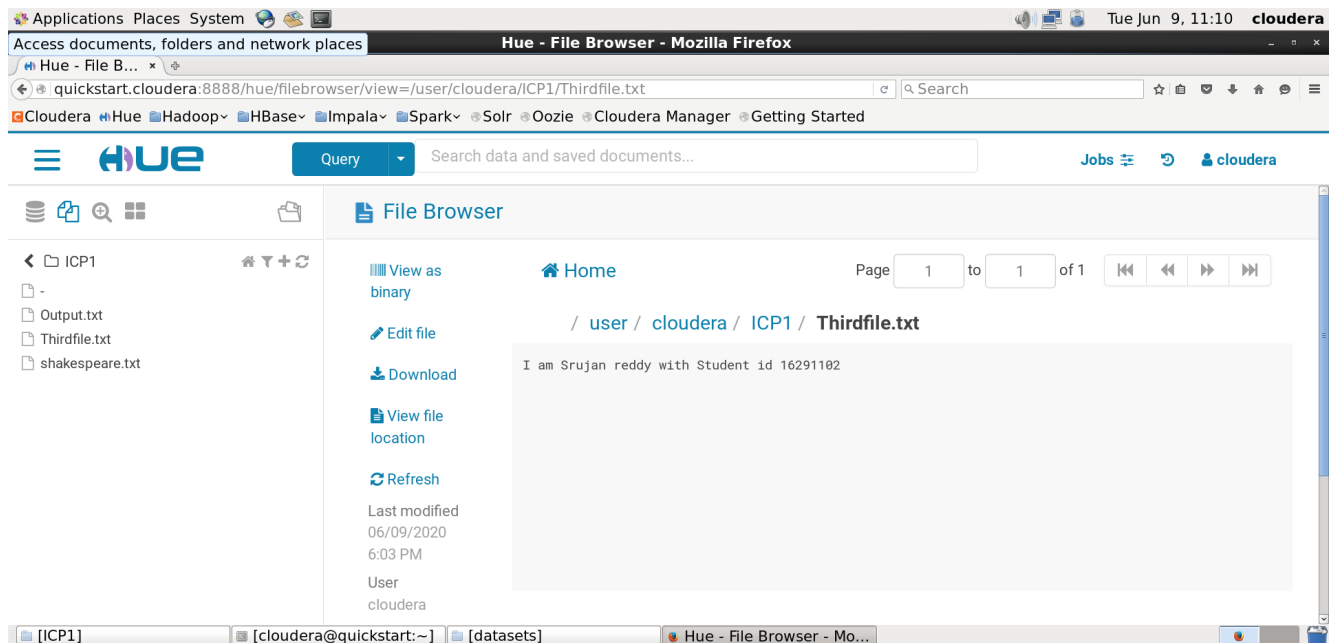 Applications Places System Tue Jun 9, 11:10 cloudera
Access documents, folders and network places Hue - File Browser - Mozilla Firefox
Hue - File B...
quickstart.cloudera:8888/hue/filebrowser/view=/user/cloudera/ICP1/Thirdfile.txt Search
Cloudera Hue Hadoop HBase Impala Spark Solr Oozie Cloudera Manager Getting Started
HUE Query Search data and saved documents... Jobs cloudera
File Browser
ICP1
-
Output.txt
Thirdfile.txt
shakespeare.txt
View as
binary
Edit file
Download
View file
location
Refresh
Last modified
06/09/2020
6:03 PM
User
cloudera
Home Page 1 to 1 of 1
/ user / cloudera / ICP1 / Thirdfile.txt
I am Srujan reddy with Student id 16291102
[ICP1] [cloudera@quickstart:~] [datasets] Hue - File Browser - Mo...